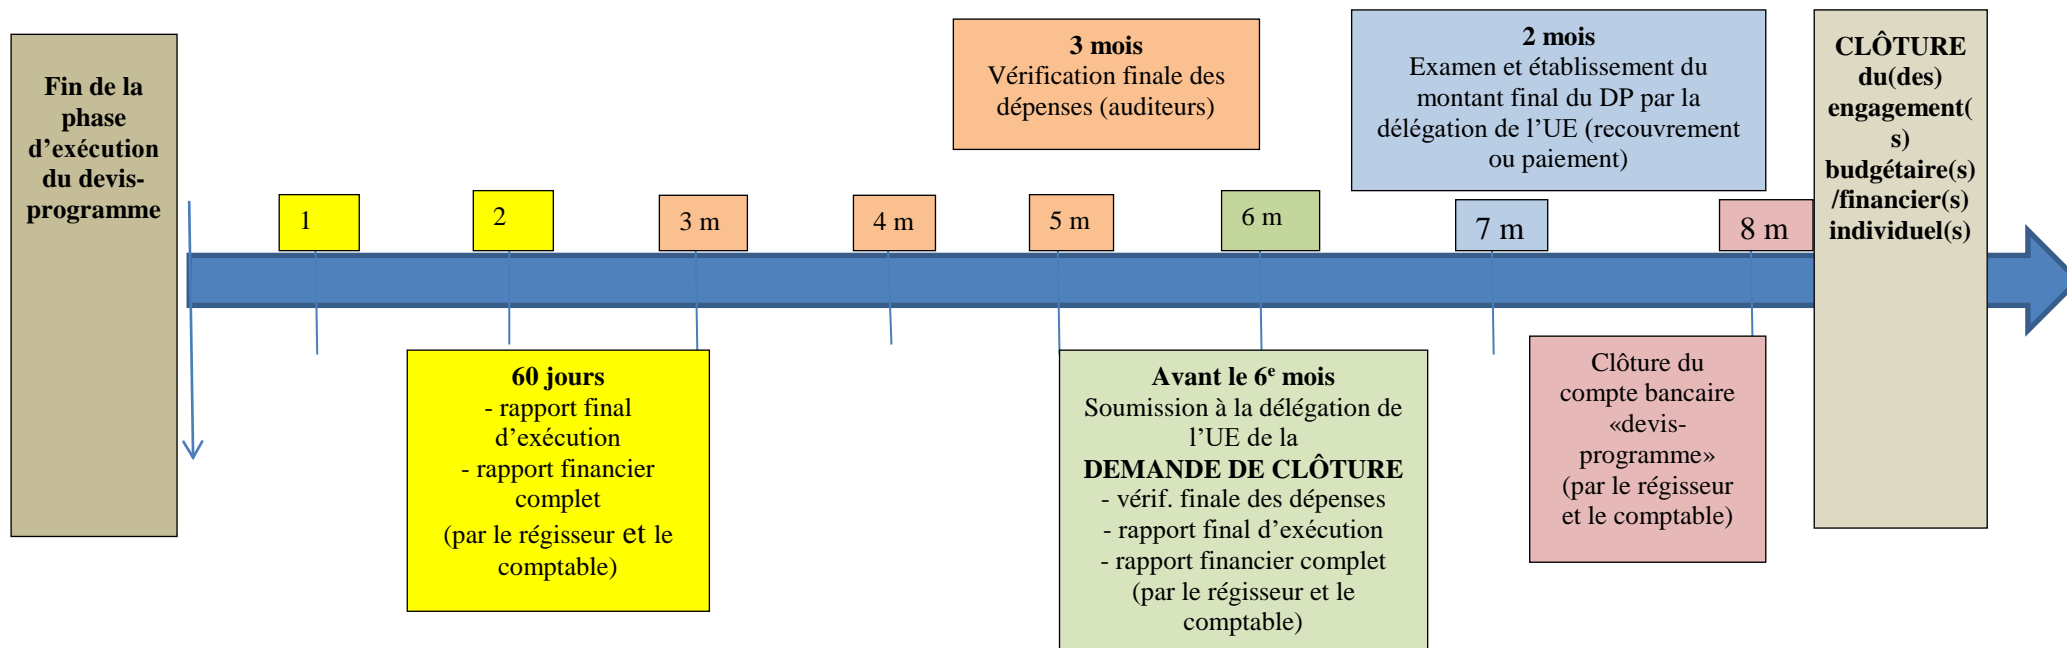 Fin de la
phase
d’exécution
du devis-
programme
3 mois
Vérification finale des
dépenses (auditeurs)
2 mois
Examen et établissement du
montant final du DP par la
délégation de l’UE (recouvrement
ou paiement)
CLÔTURE
du(des)
engagement(
s)
budgétaire(s)
/financier(s)
individuel(s)
1
2
3 m
4 m
5 m
6 m
7 m
8 m
60 jours
- rapport final
d’exécution
- rapport financier
complet
(par le régisseur et le
comptable)
Avant le 6e mois
Soumission à la délégation de
l’UE de la
DEMANDE DE CLÔTURE
- vérif. finale des dépenses
- rapport final d’exécution
- rapport financier complet
(par le régisseur et le
comptable)
Clôture du
compte bancaire
«devis-
programme»
(par le régisseur
et le comptable)